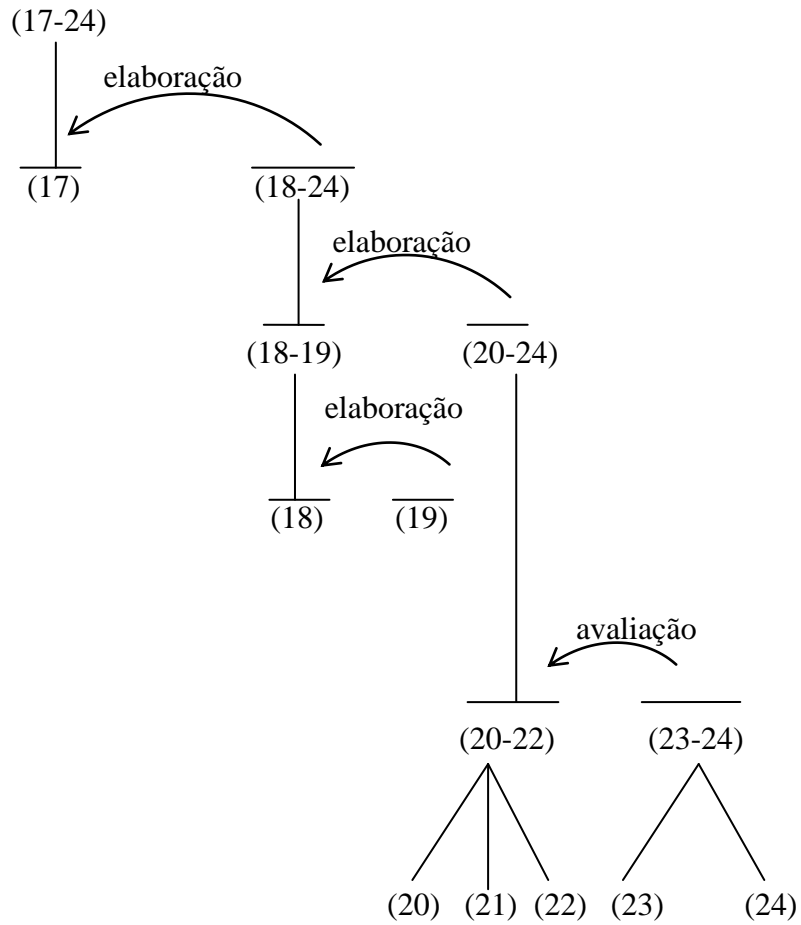 (17-24)
elaboração
(17) (18-24)
elaboração
(18-19) (20-24)
elaboração
(18) (19)
avaliação
(20-22) (23-24)
(20) (21) (22) (23) (24)